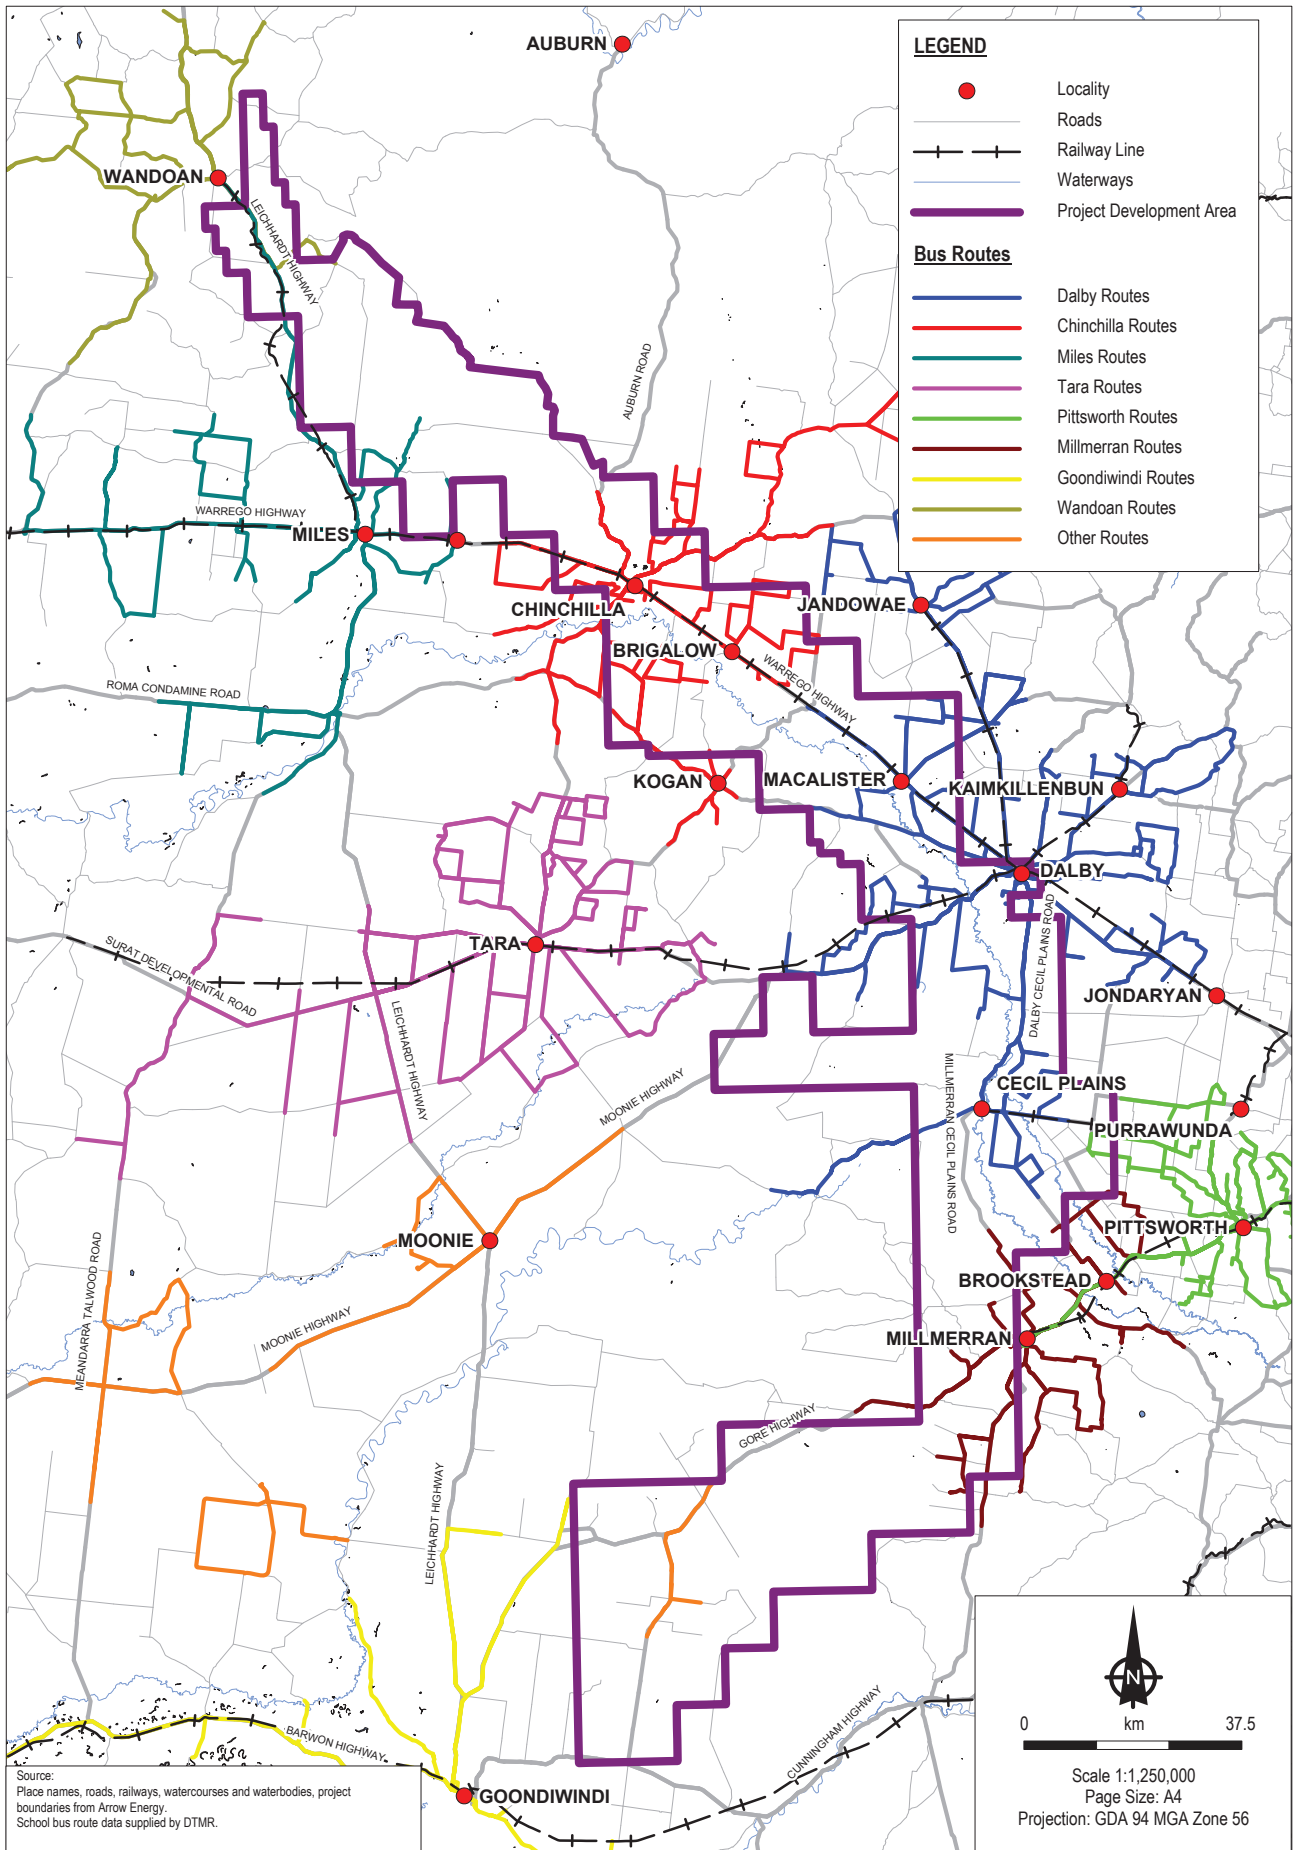 AUBURN
LEGEND
Locality
Roads
Railway Line
Waterways
Project Development Area
Bus Routes
Dalby Routes
Chinchilla Routes
Miles Routes
Tara Routes
Pittsworth Routes
Millmerran Routes
Goondiwindi Routes
Wandoan Routes
Other Routes
WANDOAN
LEICHHARDT HIGHWAY
AUBURN ROAD
WARREGO HIGHWAY
MILES
CHINCHILLA
JANDOWAE
BRIGALOW
WARREGO HIGHWAY
ROMA CONDAMINE ROAD
KOGAN
MACALISTER
KAIMKILLENBUN
DALBY
TARA
SURAT DEVELOPMENTAL ROAD
DALBY CECIL PLAINS ROAD
JONDARYAN
LEICHHARDT HIGHWAY
MOONIE HIGHWAY
MILLMERRAN CECIL PLAINS ROAD
CECIL PLAINS
PURRAWUNDA
MOONIE
PITTSWORTH
BROOKSTEAD
MEANDARRA TALWOOD ROAD
MOONIE HIGHWAY
MILLMERRAN
GORE HIGHWAY
LEICHHARDT HIGHWAY
BARWON HIGHWAY
CUNNINGHAM HIGHWAY
GOONDIWINDI
N
0 km 37.5
Scale 1:1,250,000
Page Size: A4
Projection: GDA 94 MGA Zone 56
Source:
Place names, roads, railways, watercourses and waterbodies, project
boundaries from Arrow Energy.
School bus route data supplied by DTMR.